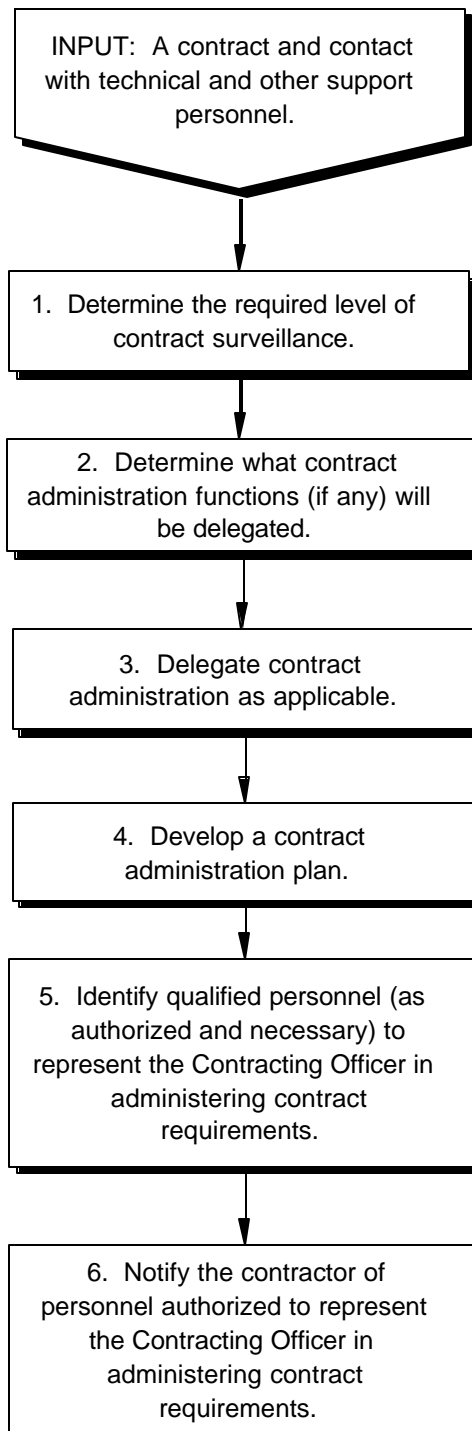 INPUT:  A contract and contact
with technical and other support
personnel.
1.  Determine the required level of
contract surveillance.
2.  Determine what contract
administration functions (if any) will
be delegated.
3.  Delegate contract
administration as applicable.
4.  Develop a contract
administration plan.
5.  Identify qualified personnel (as
authorized and necessary) to
represent the Contracting Officer in
administering contract
requirements.
6.  Notify the contractor of
personnel authorized to represent
the Contracting Officer in
administering contract
requirements.